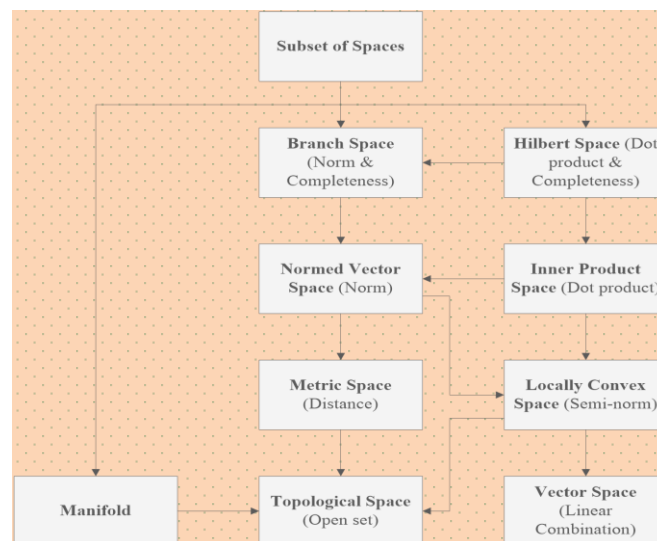 Subset of Spaces
Branch Space
(Norm &
Completeness)
Hilbert Space (Dot
product &
Completeness)
Normed Vector
Space (Norm)
Inner Product
Space (Dot product)
Metric Space
(Distance)
Locally Convex
Space (Semi-norm)
Manifold
Topological Space
(Open set)
Vector Space
(Linear
Combination)